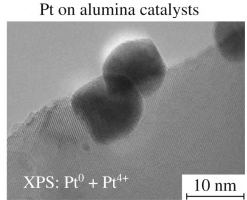 Pt on alumina catalysts
XPS: Pt⁰ + Pt⁴⁺
10 nm